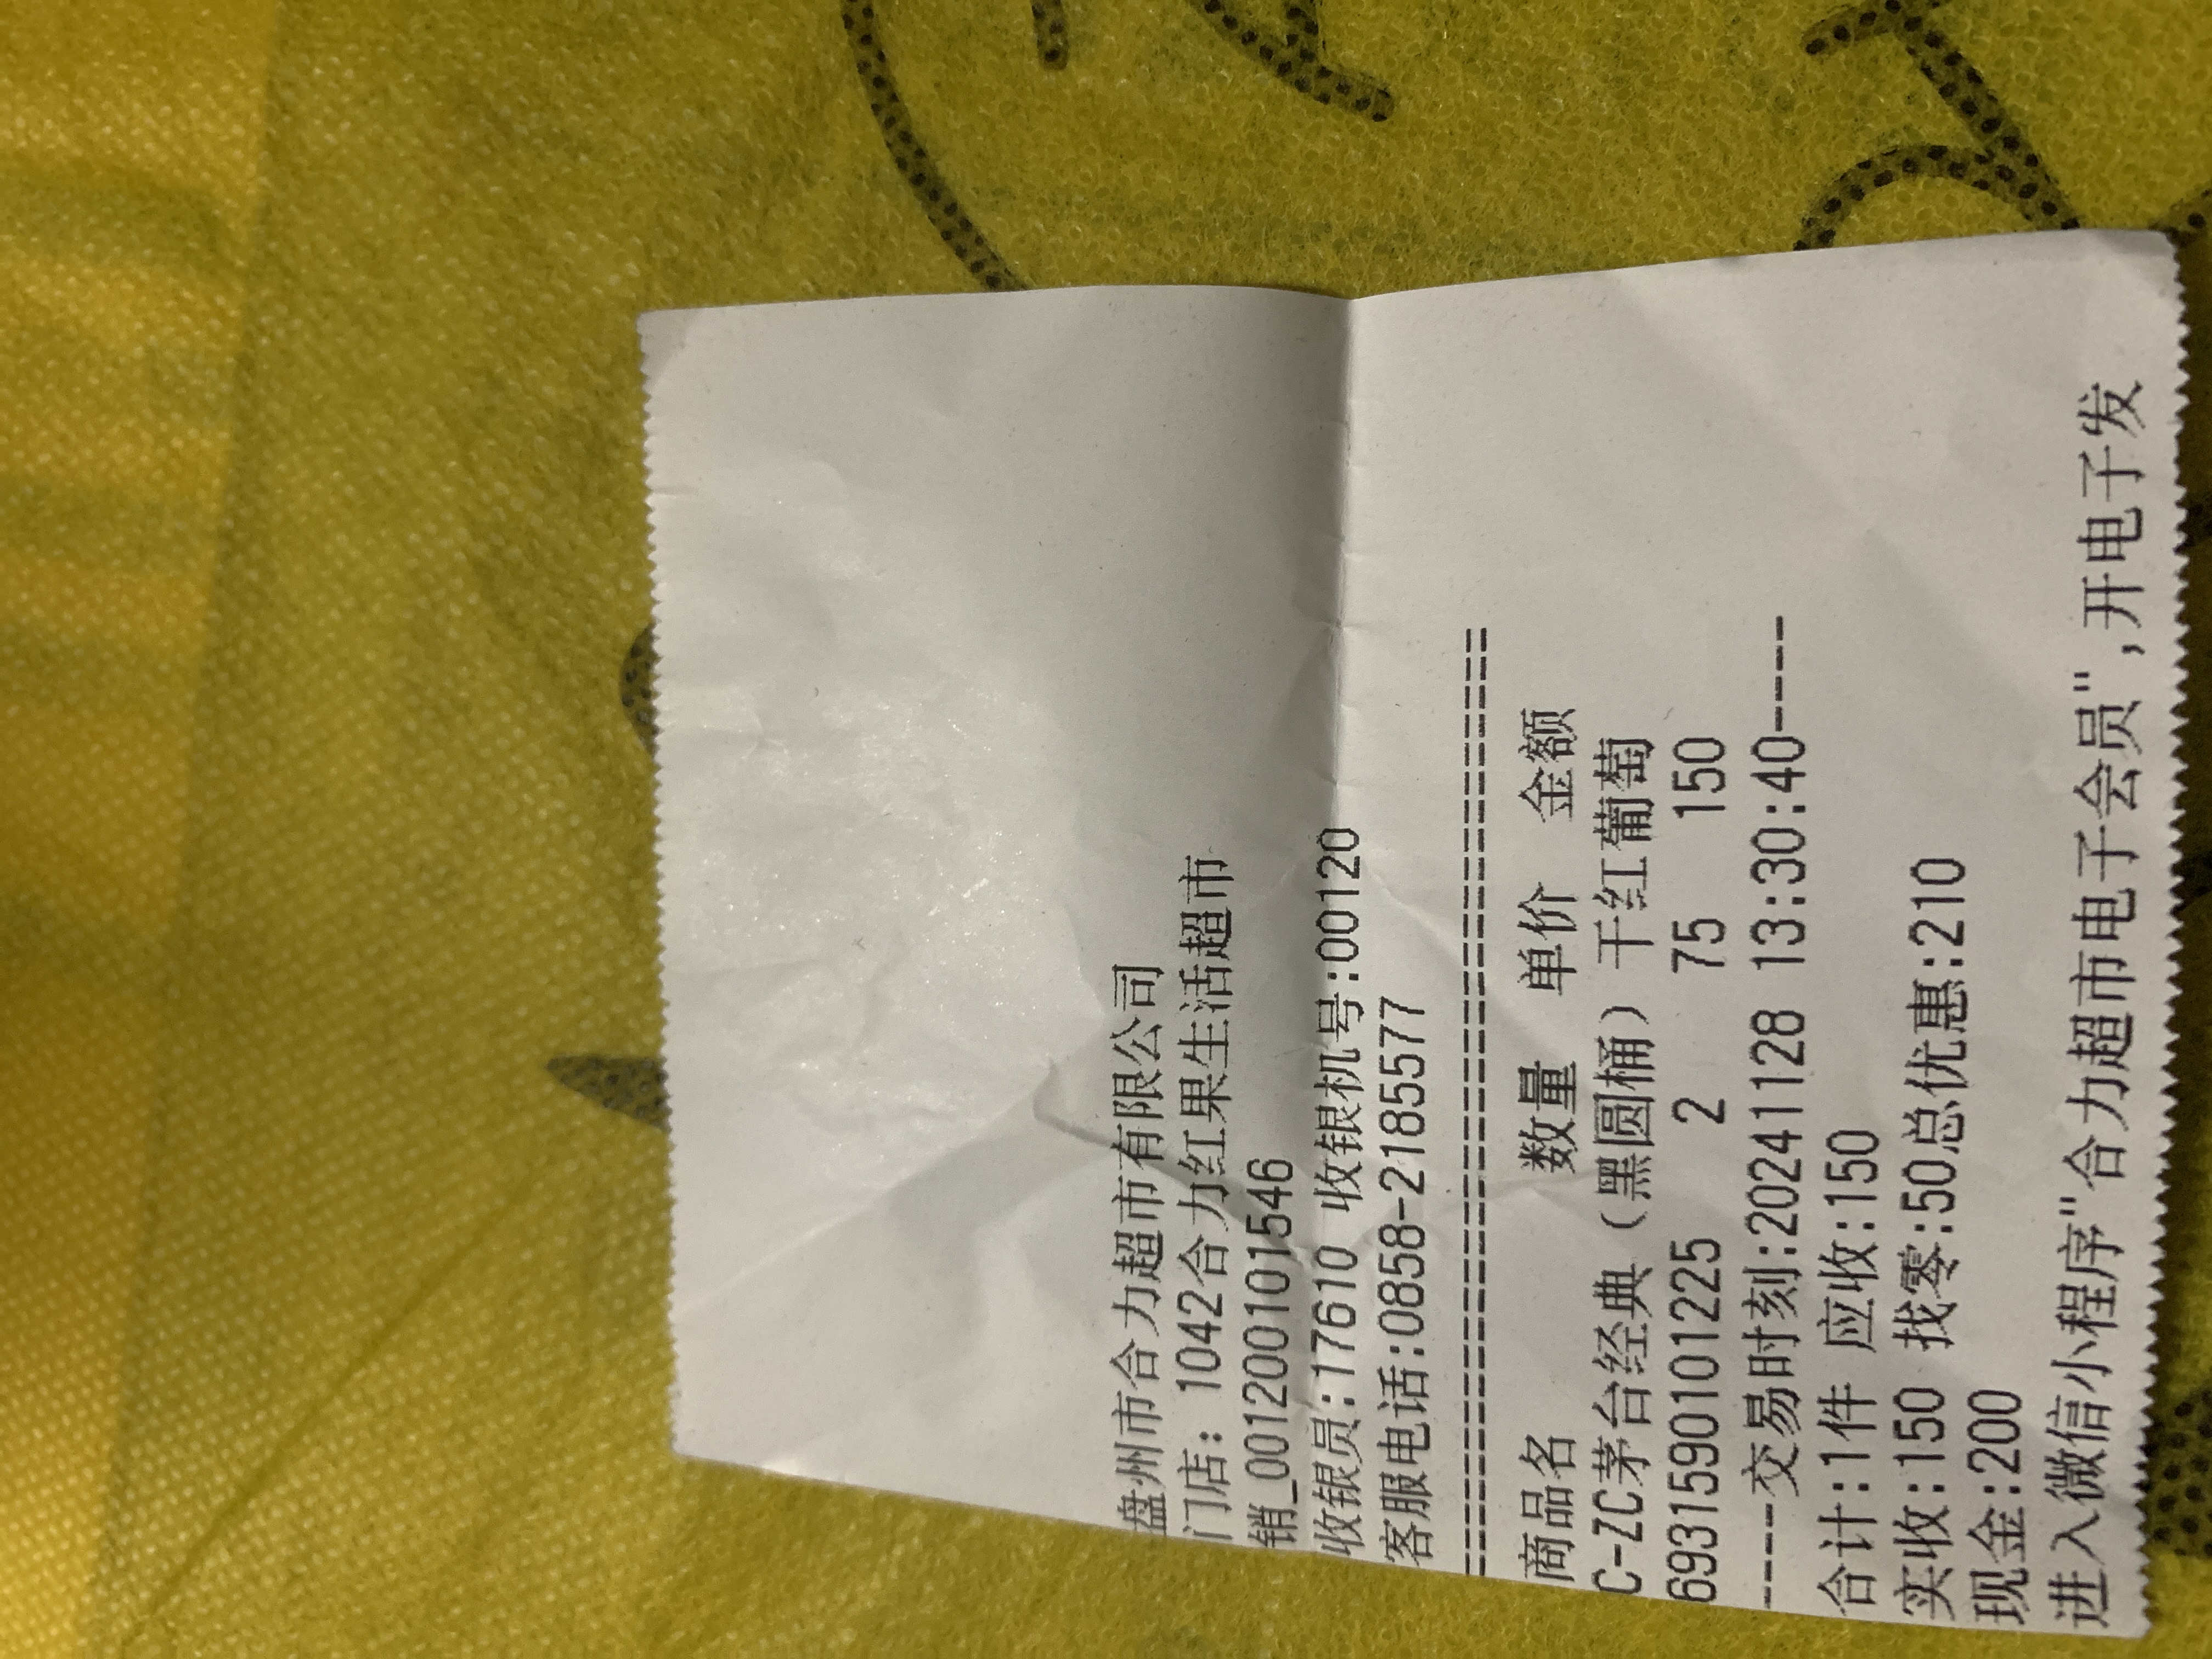 盘州市合力超市有限公司
门店: 1042合力红果生活超市
销_00120010101546
收银员:17610 收银机号:00120
客服电话:0858-2185577
================================
商品名 数量 单价 金额
C-ZC茅台经典（黑圆桶）干红葡萄
6931590101225 2 75 150
----交易时刻:20241128 13:30:40----
合计:1件 应收:150
实收:150 找零:50总优惠:210
现金:200
进入微信小程序"合力超市电子会员",开电子发